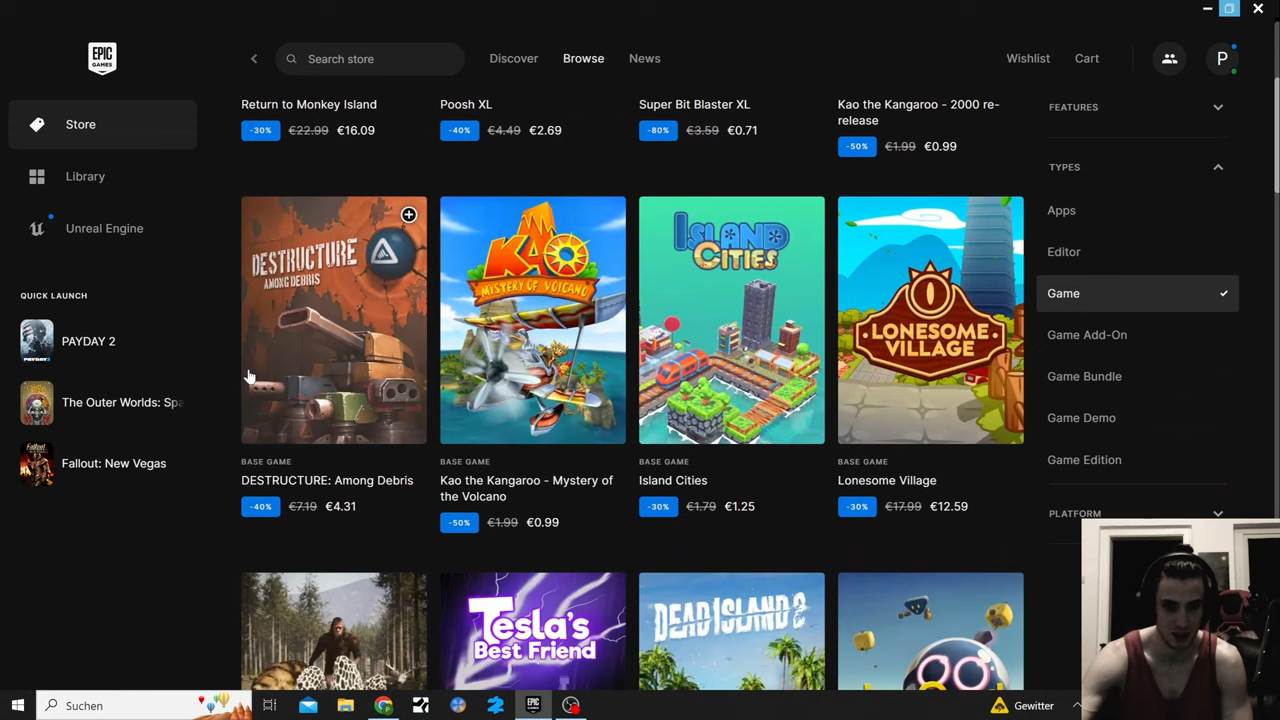 EPIC
GAMES
Search store
Discover
Browse
News
Wishlist
Cart
P
Store
Library
Unreal Engine
QUICK LAUNCH
PAYDAY 2
The Outer Worlds: Spa
Fallout: New Vegas
Return to Monkey Island
-30% €22.99 €16.09
Poosh XL
-40% €4.49 €2.69
Super Bit Blaster XL
-80% €3.59 €0.71
Kao the Kangaroo - 2000 re-
release
-50% €1.99 €0.99
DESTRUCTURE
AMONG DEBRIS
KAO
MYSTERY OF VOLCANO
ISLAND
CITIES
LONESOME
VILLAGE
BASE GAME
DESTRUCTURE: Among Debris
-40% €7.19 €4.31
BASE GAME
Kao the Kangaroo - Mystery of
the Volcano
-50% €1.99 €0.99
BASE GAME
Island Cities
-30% €1.79 €1.25
BASE GAME
Lonesome Village
-30% €17.99 €12.59
TESLA'S
BEST FRIEND
DEAD ISLAND 2
FEATURES
TYPES
Apps
Editor
Game
Game Add-On
Game Bundle
Game Demo
Game Edition
PLATFORM
Suchen
Gewitter